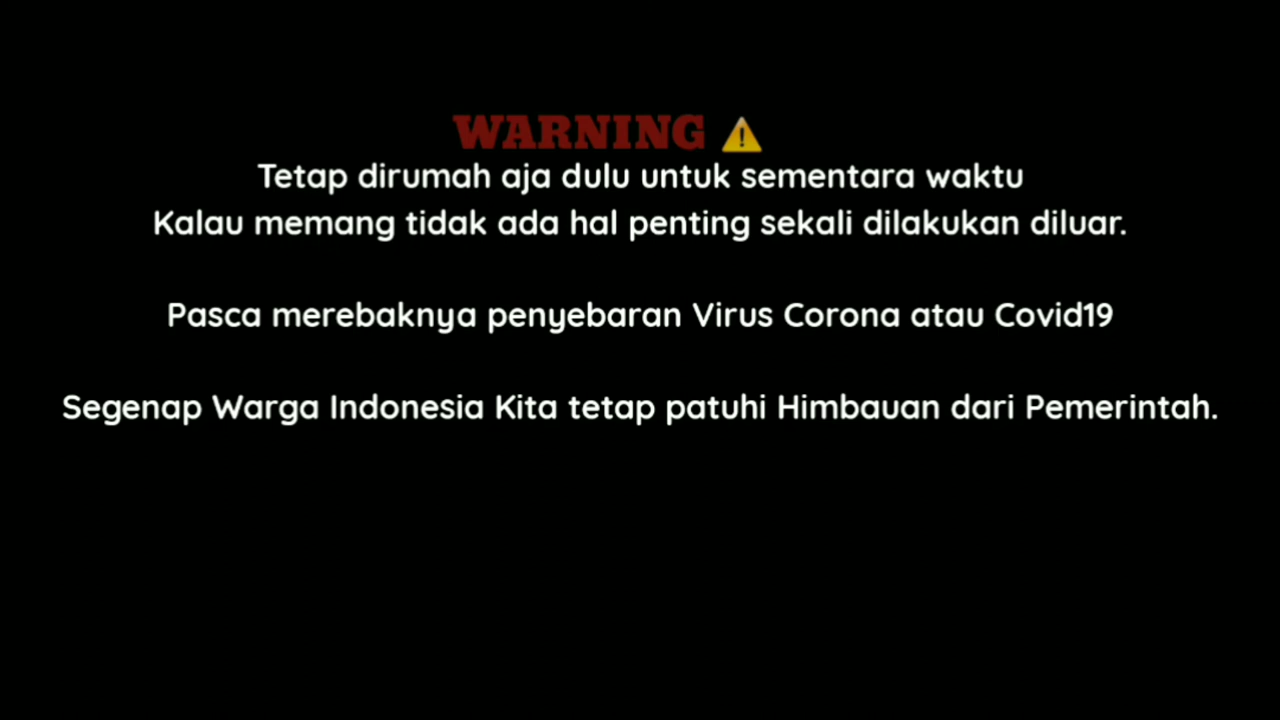 WARNING ⚠
Tetap dirumah aja dulu untuk sementara waktu
Kalau memang tidak ada hal penting sekali dilakukan diluar.
Pasca merebaknya penyebaran Virus Corona atau Covid19
Segenap Warga Indonesia Kita tetap patuhi Himbauan dari Pemerintah.